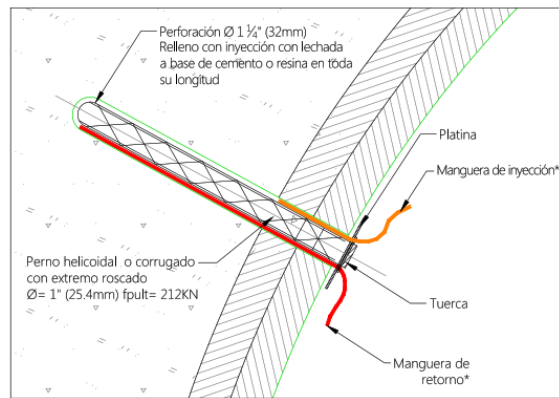 Perforación Ø 1 ¼" (32mm)
Relleno con inyección con lechada
a base de cemento o resina en toda
su longitud
Platina
Manguera de inyección*
Perno helicoidal o corrugado
con extremo roscado
Ø= 1" (25.4mm) fpult= 212KN
Tuerca
Manguera de
retorno*